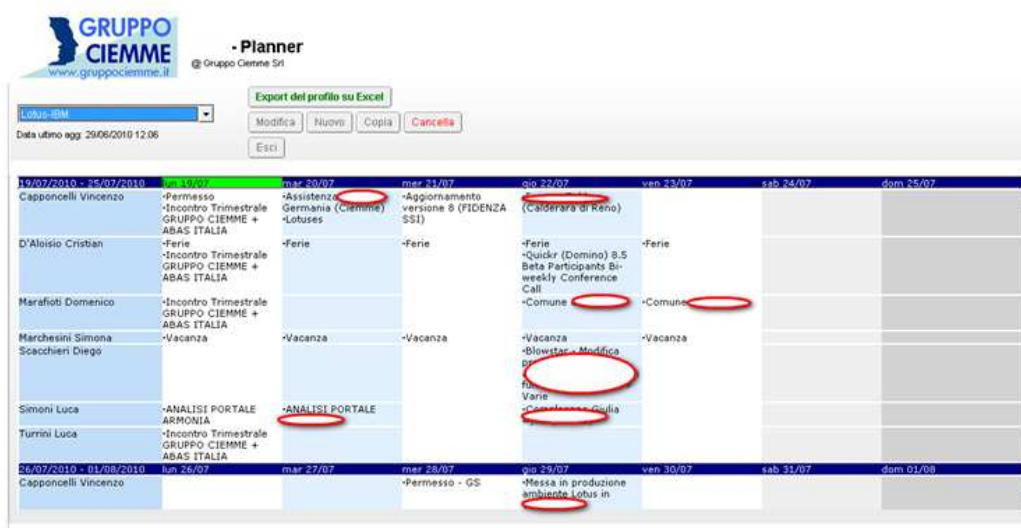 GRUPPO
CIEMME
www.gruppociemme.it
- Planner
@ Gruppo Ciemme Srl
Export del profilo su Excel
Lotus-IBM
Modifica Nuovo Copia Cancella
Data ultimo agg: 29/06/2010 12.06
Esci
19/07/2010 - 25/07/2010 lun 19/07 mar 20/07 mer 21/07 gio 22/07 ven 23/07 sab 24/07 dom 25/07
Capponcelli Vincenzo
•Permesso
•Incontro Trimestrale
GRUPPO CIEMME +
ABAS ITALIA
•Assistenza
Germania (Ciemme)
•Lotuses
•Aggiornamento
versione 8 (FIDENZA
SSI)
(Calderara di Reno)
D'Aloisio Cristian
•Ferie
•Incontro Trimestrale
GRUPPO CIEMME +
ABAS ITALIA
•Ferie
•Ferie
•Ferie
•Quickr (Domino) 8.5
Beta Participants Bi-
weekly Conference
Call
•Ferie
Marafioti Domenico
•Incontro Trimestrale
GRUPPO CIEMME +
ABAS ITALIA
•Comune
•Comune
Marchesini Simona
•Vacanza
•Vacanza
•Vacanza
•Vacanza
•Vacanza
Scacchieri Diego
•Blowstar - Modifica
Varie
Simoni Luca
•ANALISI PORTALE
ARMONIA
•ANALISI PORTALE
•Compleanno Giulia
Turrini Luca
•Incontro Trimestrale
GRUPPO CIEMME +
ABAS ITALIA
26/07/2010 - 01/08/2010 lun 26/07 mar 27/07 mer 28/07 gio 29/07 ven 30/07 sab 31/07 dom 01/08
Capponcelli Vincenzo
•Permesso - GS
•Messa in produzione
ambiente Lotus in